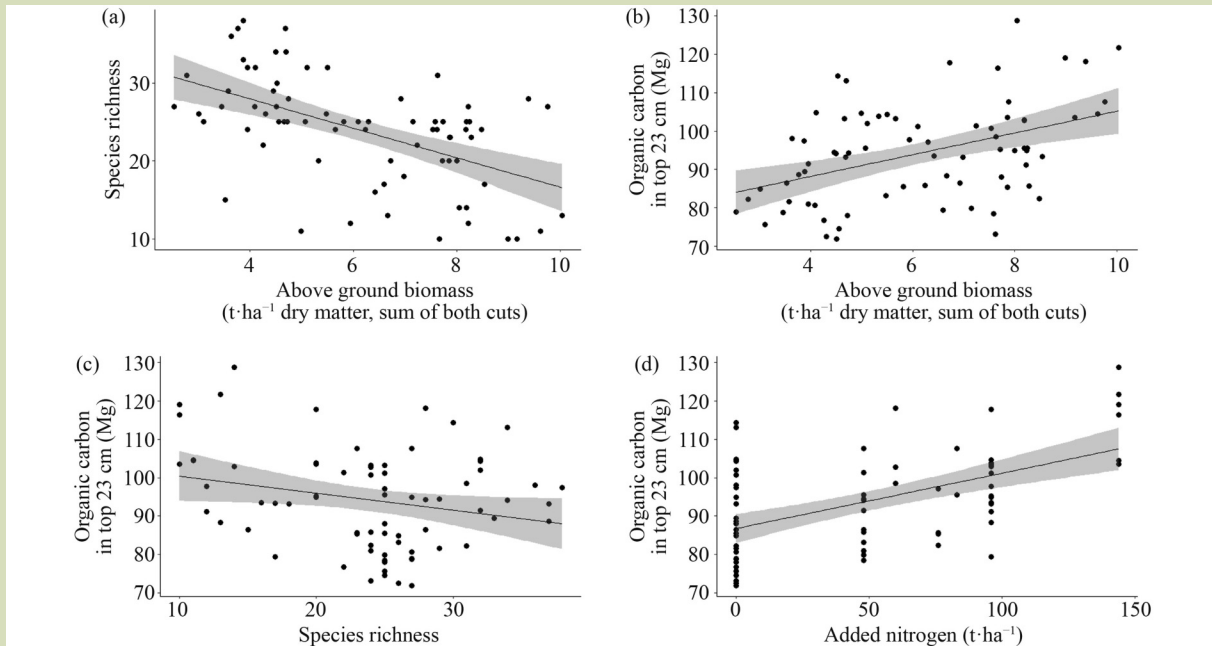 (a)
Species richness
30
20
10
4 6 8 10
Above ground biomass
(t·ha⁻¹ dry matter, sum of both cuts)
(b)
Organic carbon
in top 23 cm (Mg)
130
120
110
100
90
80
70
4 6 8 10
Above ground biomass
(t·ha⁻¹ dry matter, sum of both cuts)
(c)
Organic carbon
in top 23 cm (Mg)
130
120
110
100
90
80
70
10 20 30
Species richness
(d)
Organic carbon
in top 23 cm (Mg)
130
120
110
100
90
80
70
0 50 100 150
Added nitrogen (t·ha⁻¹)